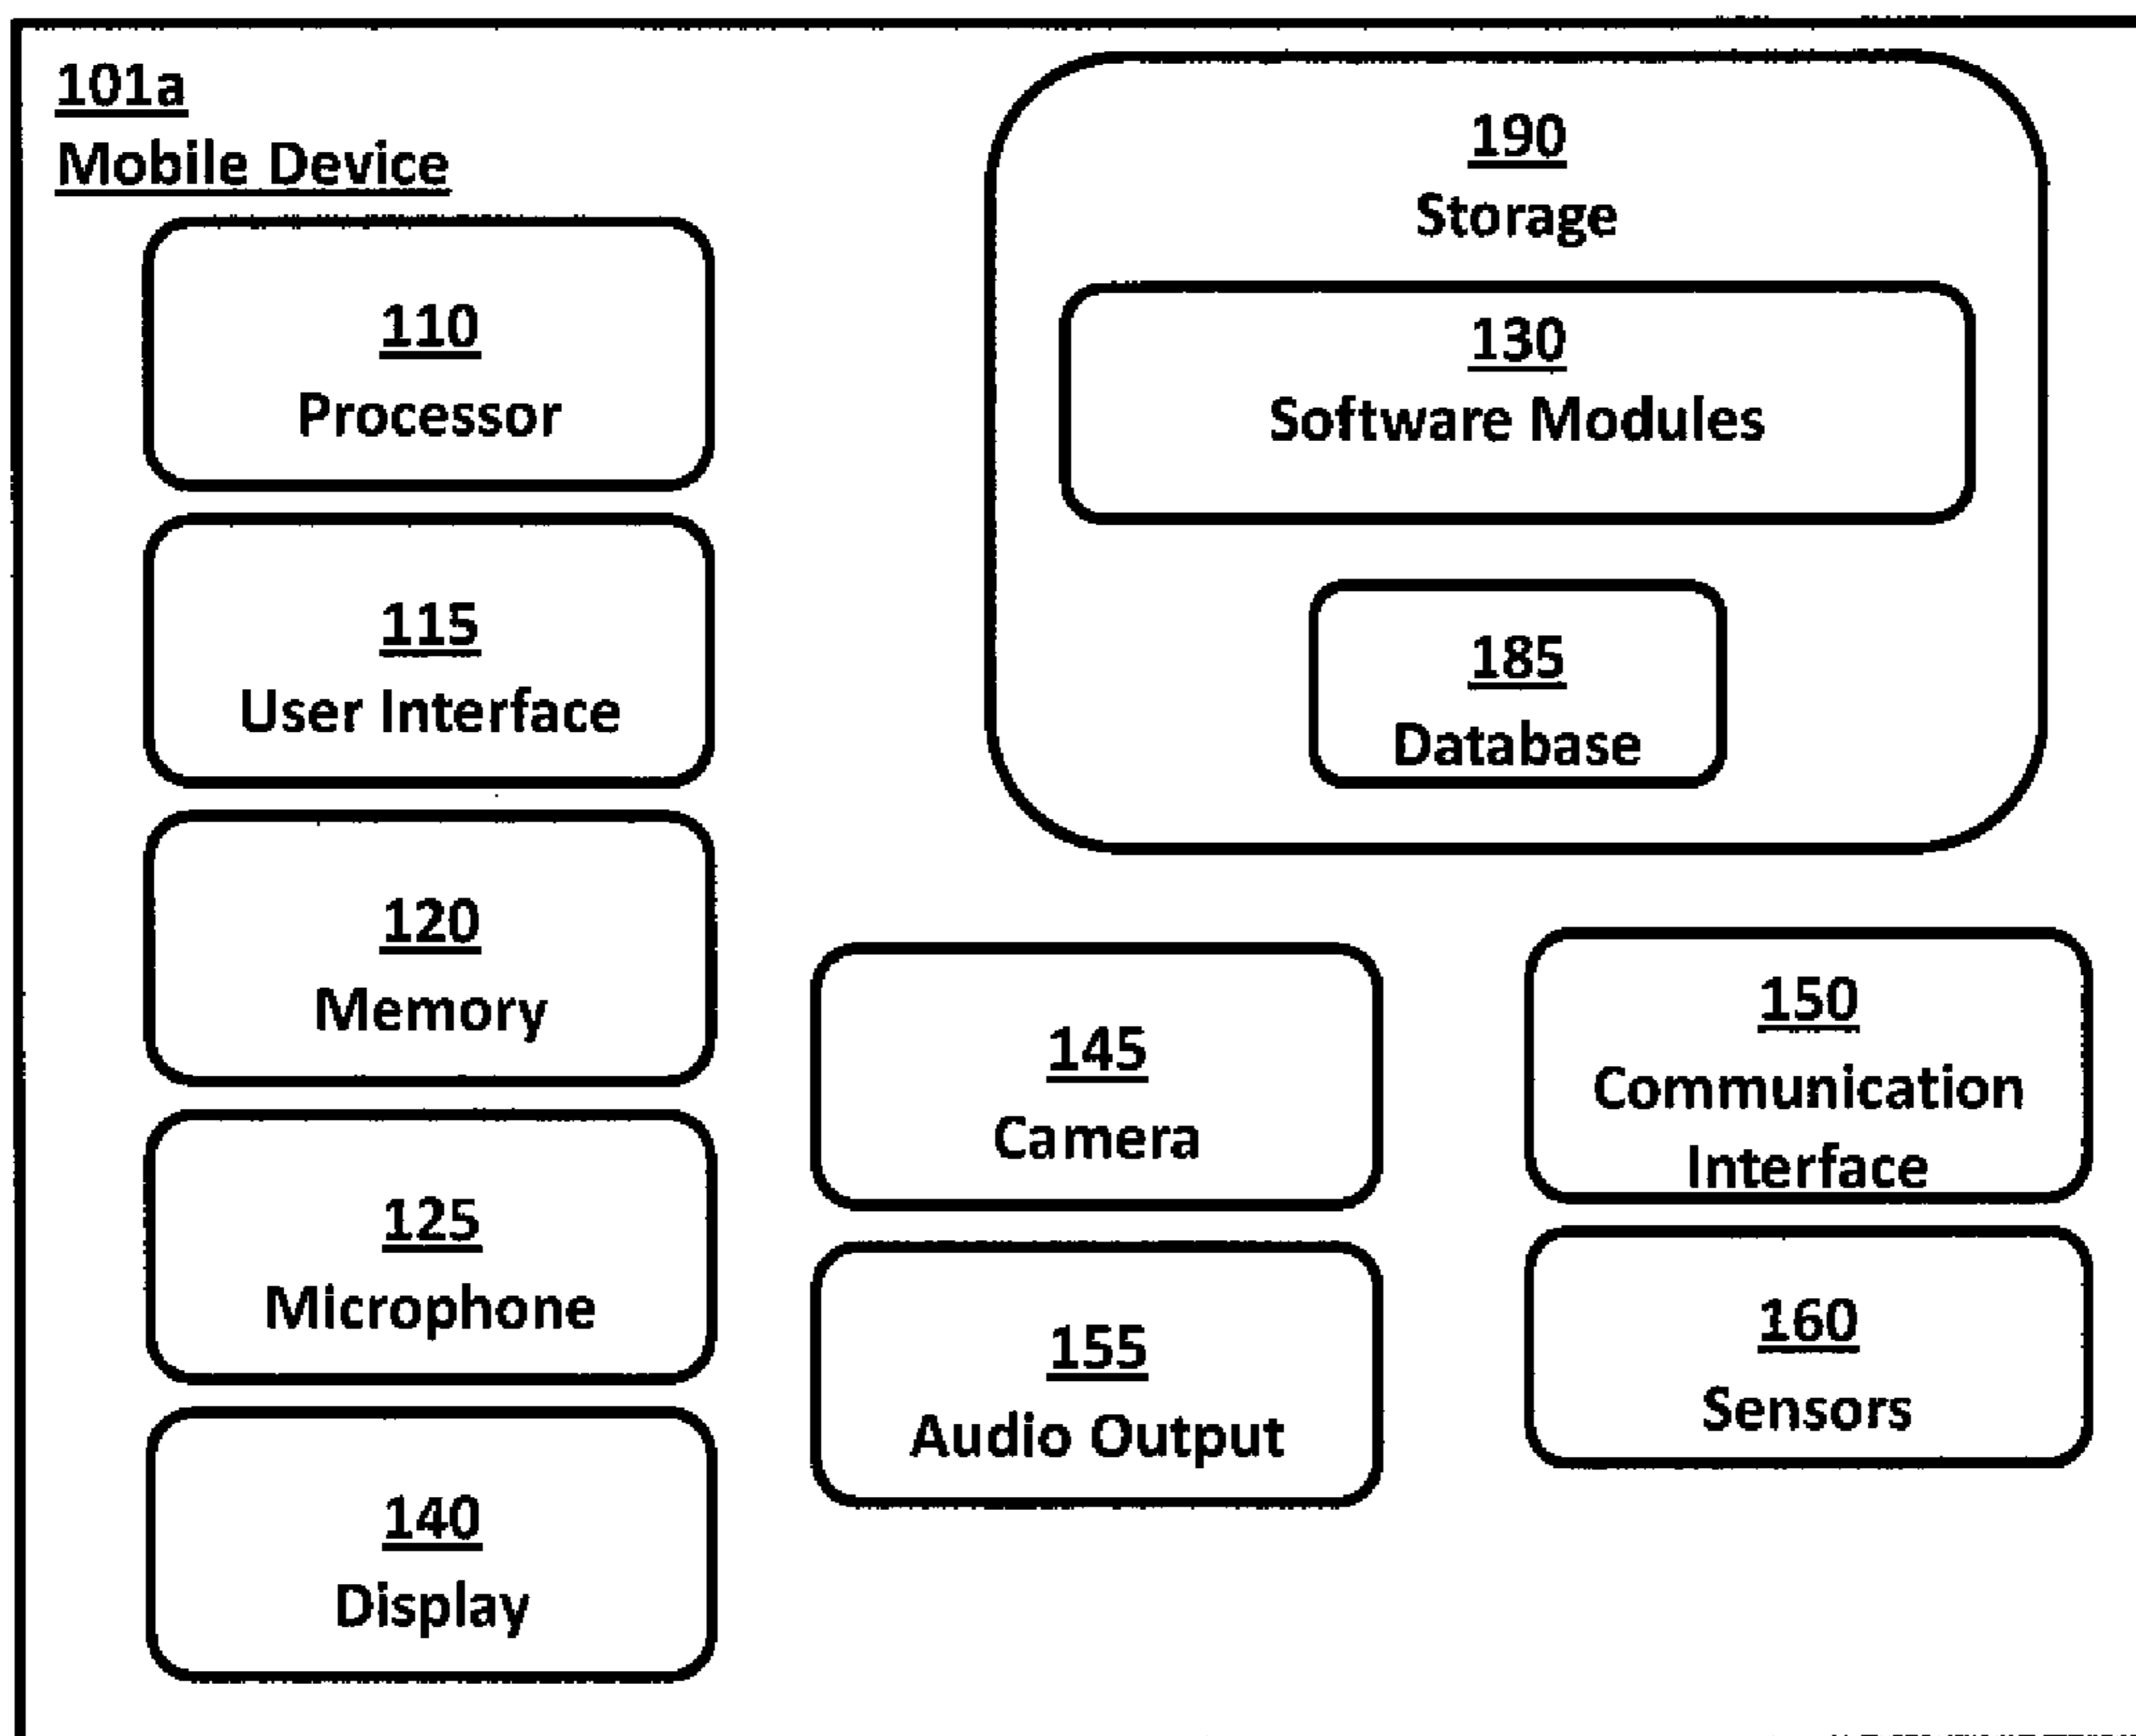 101a
Mobile Device
110
Processor
115
User Interface
120
Memory
125
Microphone
140
Display
190
Storage
130
Software Modules
185
Database
145
Camera
155
Audio Output
150
Communication
Interface
160
Sensors